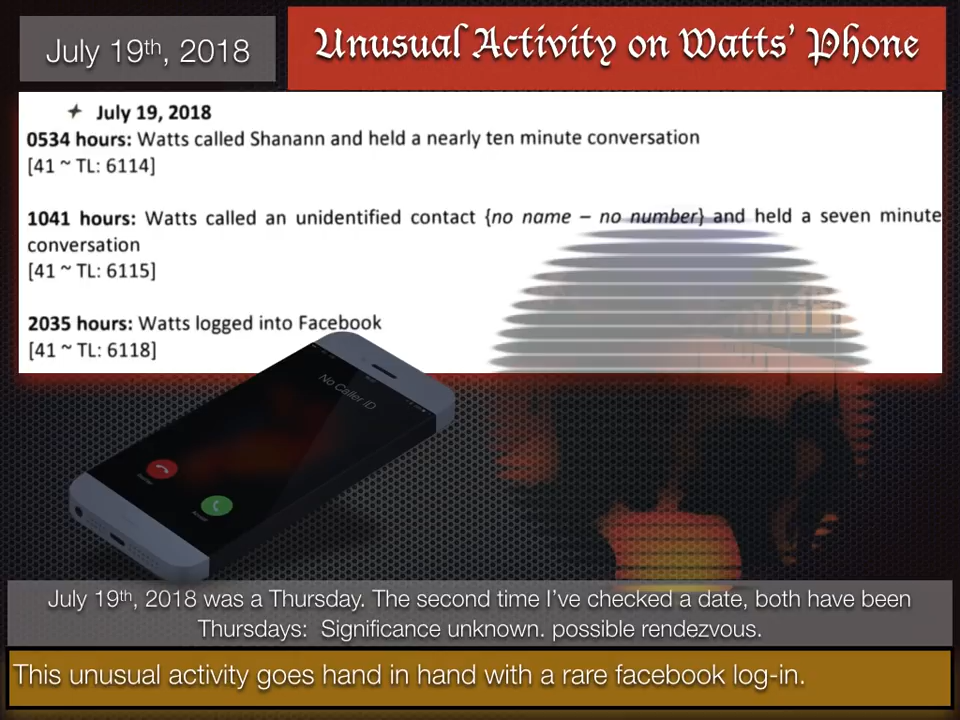 July 19th, 2018
Unusual Activity on Watts' Phone
July 19, 2018
0534 hours: Watts called Shanann and held a nearly ten minute conversation
[41 ~ TL: 6114]
1041 hours: Watts called an unidentified contact {no name – no number} and held a seven minute
conversation
[41 ~ TL: 6115]
2035 hours: Watts logged into Facebook
[41 ~ TL: 6118]
No Caller ID
July 19th, 2018 was a Thursday. The second time I've checked a date, both have been
Thursdays: Significance unknown. possible rendezvous.
This unusual activity goes hand in hand with a rare facebook log-in.